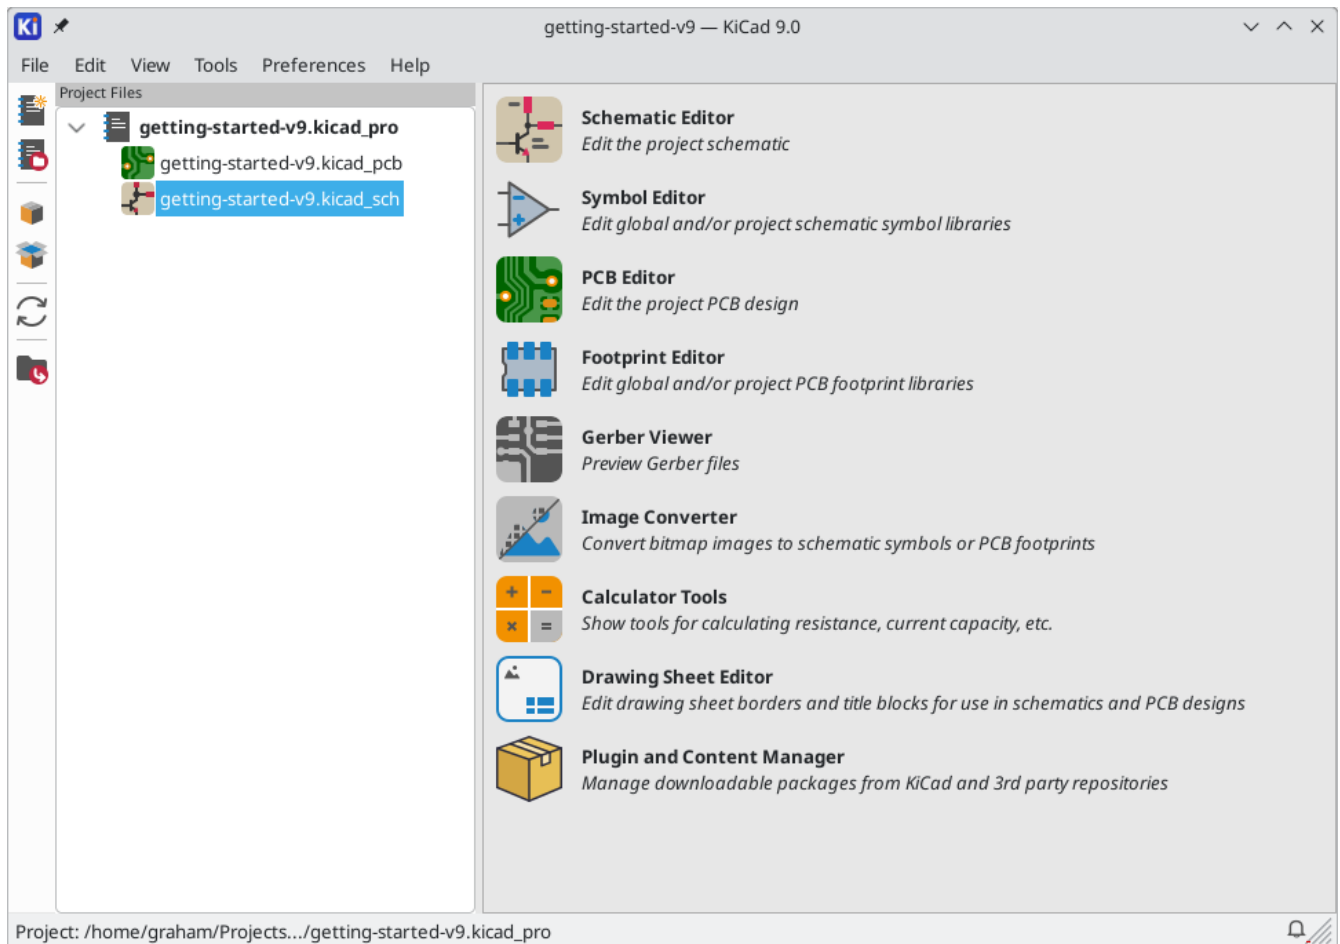 Ki
getting-started-v9 — KiCad 9.0
File Edit View Tools Preferences Help
Project Files
getting-started-v9.kicad_pro
getting-started-v9.kicad_pcb
getting-started-v9.kicad_sch
Schematic Editor
Edit the project schematic
Symbol Editor
Edit global and/or project schematic symbol libraries
PCB Editor
Edit the project PCB design
Footprint Editor
Edit global and/or project PCB footprint libraries
Gerber Viewer
Preview Gerber files
Image Converter
Convert bitmap images to schematic symbols or PCB footprints
Calculator Tools
Show tools for calculating resistance, current capacity, etc.
Drawing Sheet Editor
Edit drawing sheet borders and title blocks for use in schematics and PCB designs
Plugin and Content Manager
Manage downloadable packages from KiCad and 3rd party repositories
Project: /home/graham/Projects.../getting-started-v9.kicad_pro